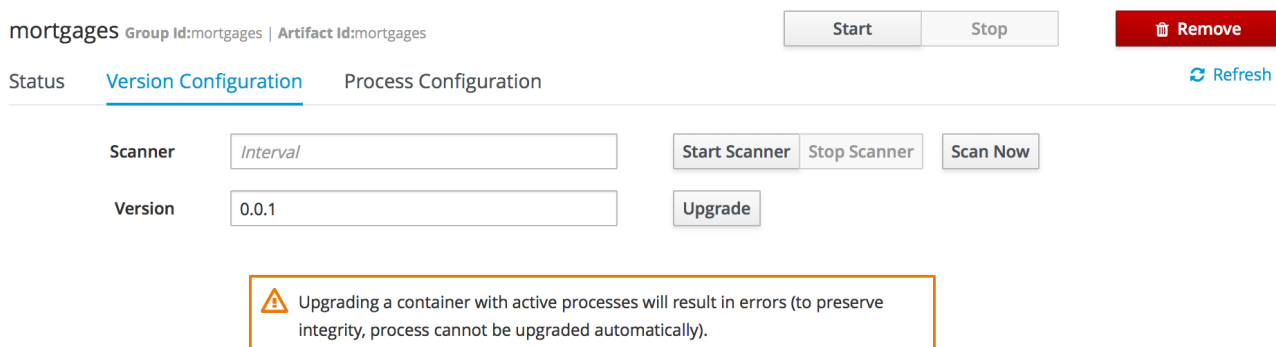 mortgages Group Id:mortgages | Artifact Id:mortgages
Start
Stop
Remove
Status
Version Configuration
Process Configuration
Refresh
Scanner
Interval
Start Scanner
Stop Scanner
Scan Now
Version
0.0.1
Upgrade
Upgrading a container with active processes will result in errors (to preserve
integrity, process cannot be upgraded automatically).